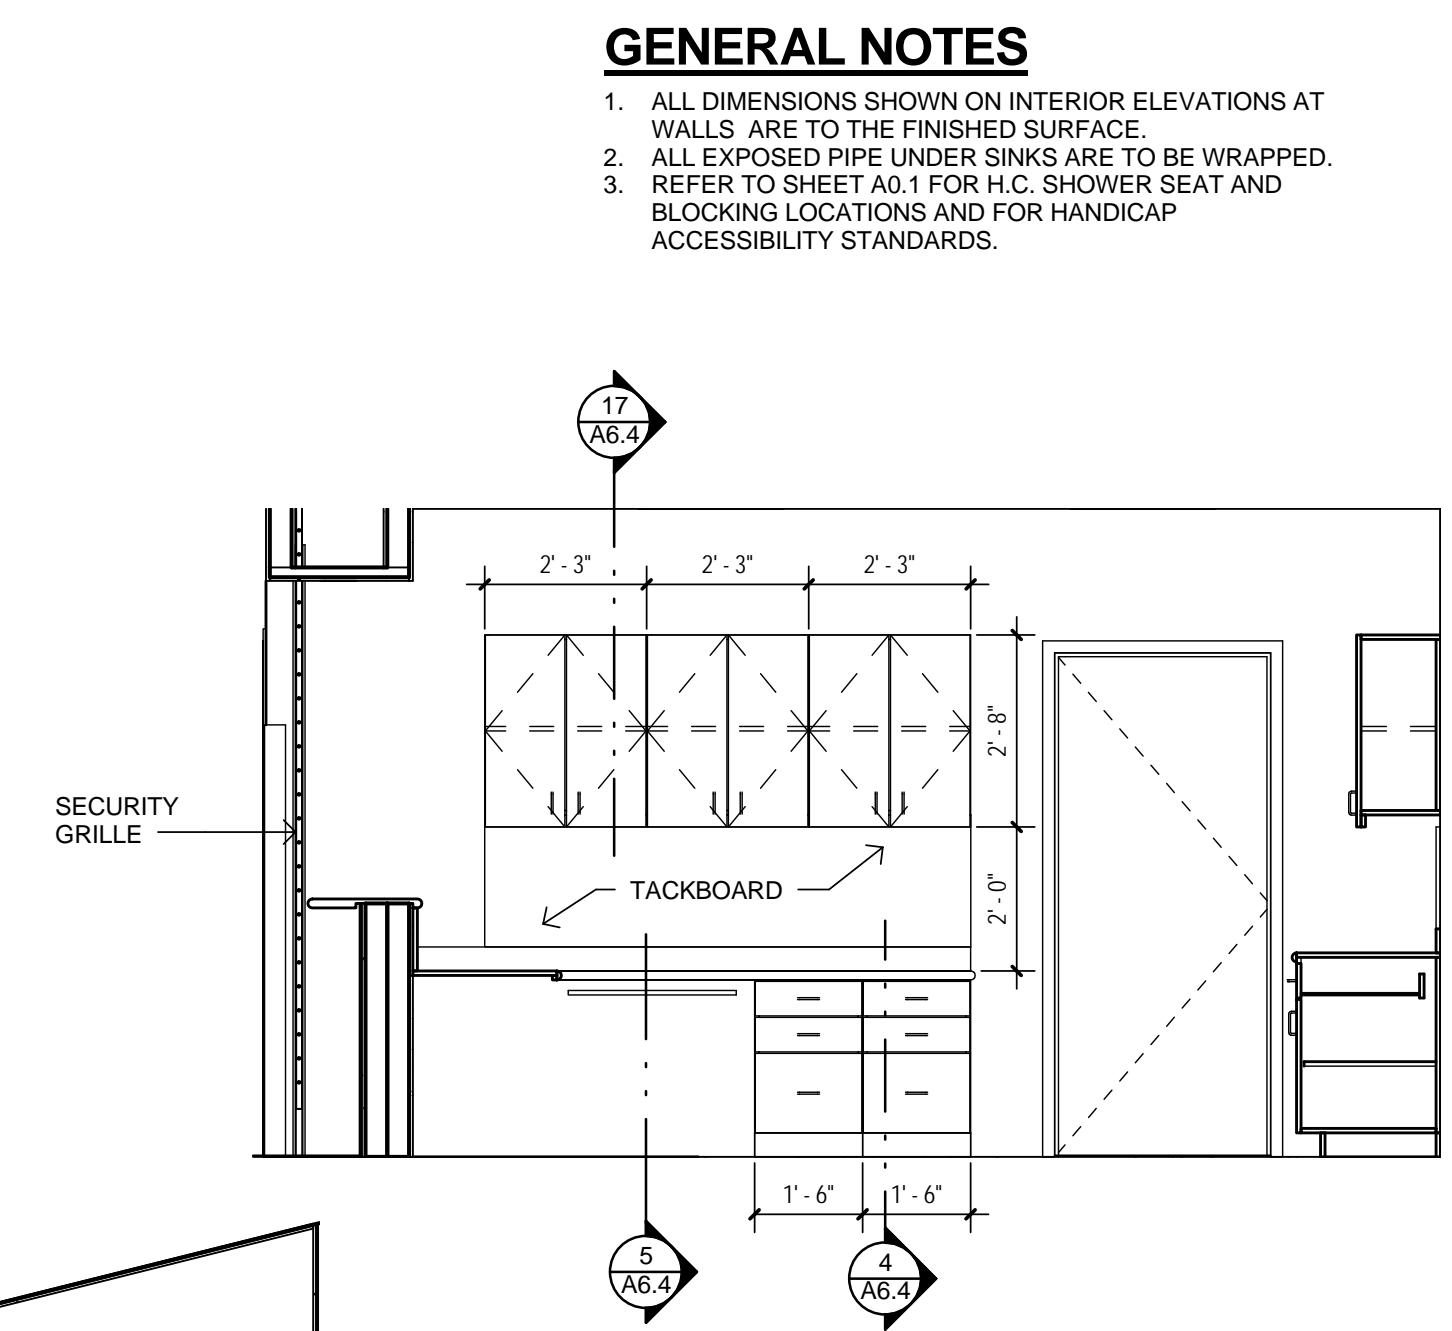 GENERAL NOTES
1. ALL DIMENSIONS SHOWN ON INTERIOR ELEVATIONS AT
WALLS ARE TO THE FINISHED SURFACE.
2. ALL EXPOSED PIPE UNDER SINKS ARE TO BE WRAPPED.
3. REFER TO SHEET A0.1 FOR H.C. SHOWER SEAT AND
BLOCKING LOCATIONS AND FOR HANDICAP
ACCESSIBILITY STANDARDS.
17
A6.4
2' - 3" 2' - 3" 2' - 3"
2' - 8"
SECURITY
GRILLE
TACKBOARD
2' - 0"
1' - 6" 1' - 6"
5
A6.4
4
A6.4